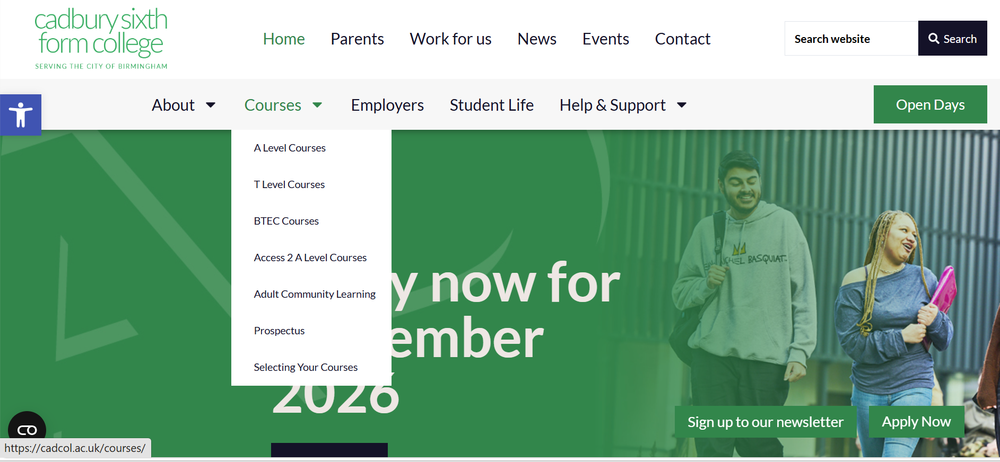 cadbury sixth
form college
SERVING THE CITY OF BIRMINGHAM
Home Parents Work for us News Events Contact
Search website Search
About Courses Employers Student Life Help & Support
Open Days
A Level Courses
T Level Courses
BTEC Courses
Access 2 A Level Courses
Adult Community Learning
Prospectus
Selecting Your Courses
now for
2026
BASQUIAT
Sign up to our newsletter
Apply Now
https://cadcol.ac.uk/courses/